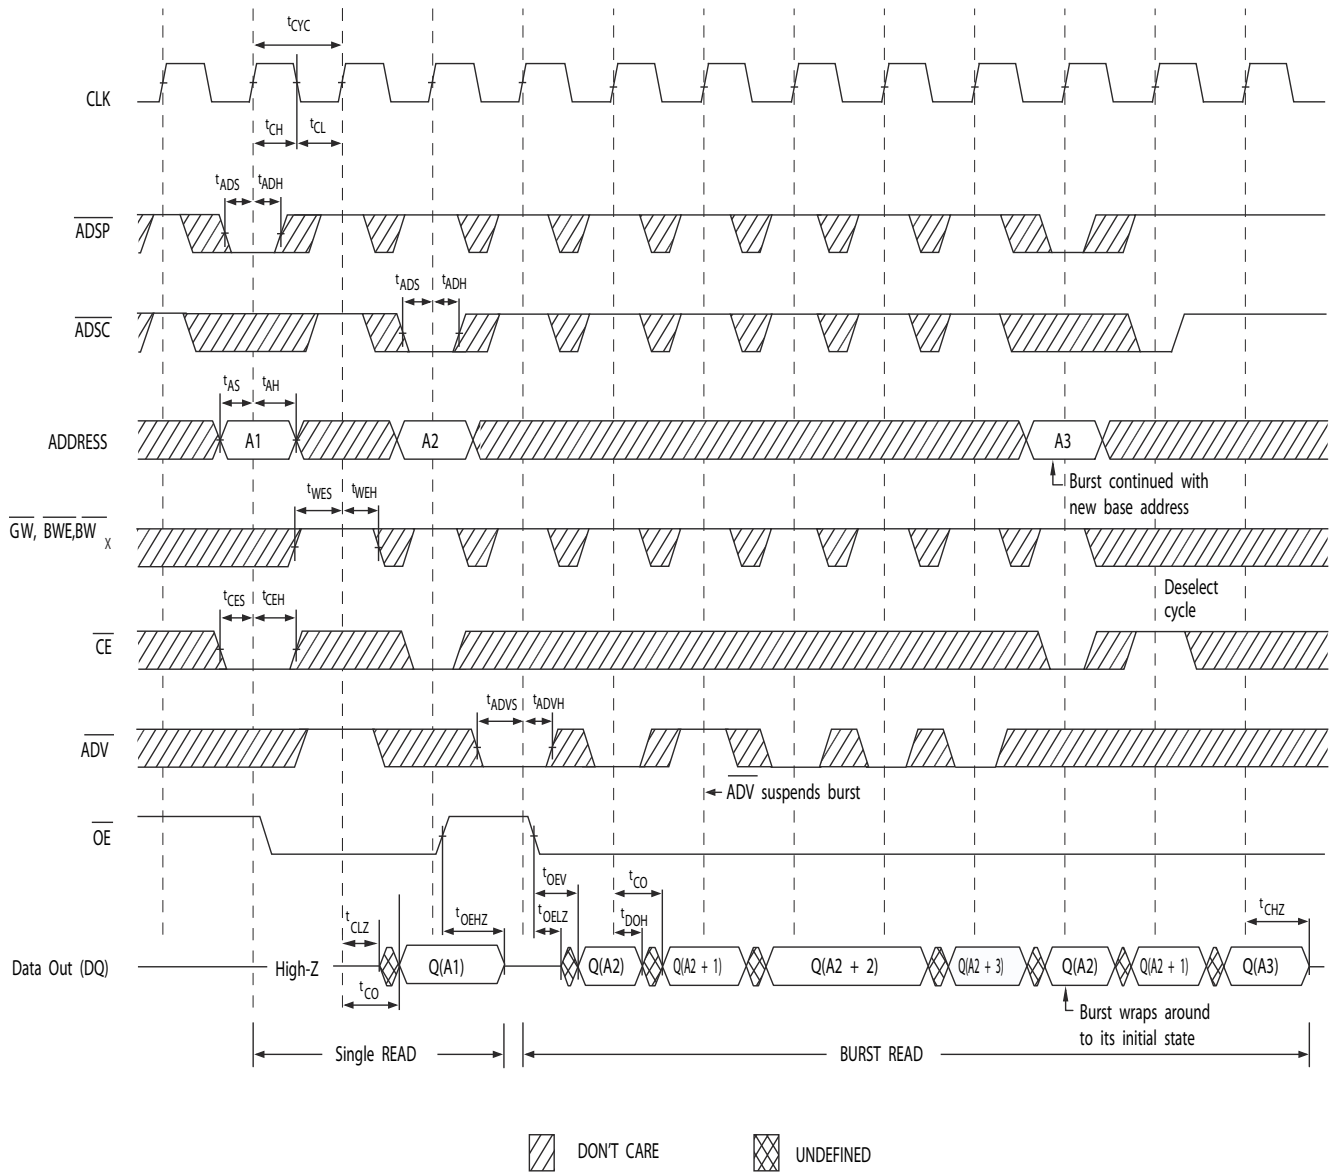 tCYC
CLK
tCH
tCL
tADS
tADH
ADSP
tADS
tADH
ADSC
tAS
tAH
ADDRESS
A1
A2
A3
Burst continued with
new base address
tWES
tWEH
GW, BWE,BW X
Deselect
cycle
tCES
tCEH
CE
tADVS
tADVH
ADV
ADV suspends burst
OE
tOEV
tCO
tCLZ
tOEHZ
tOELZ
tDOH
tCHZ
Data Out (DQ)
High-Z
Q(A1)
Q(A2)
Q(A2 + 1)
Q(A2 + 2)
Q(A2 + 3)
Q(A2)
Q(A2 + 1)
Q(A3)
tCO
Burst wraps around
to its initial state
Single READ
BURST READ
DON'T CARE
UNDEFINED